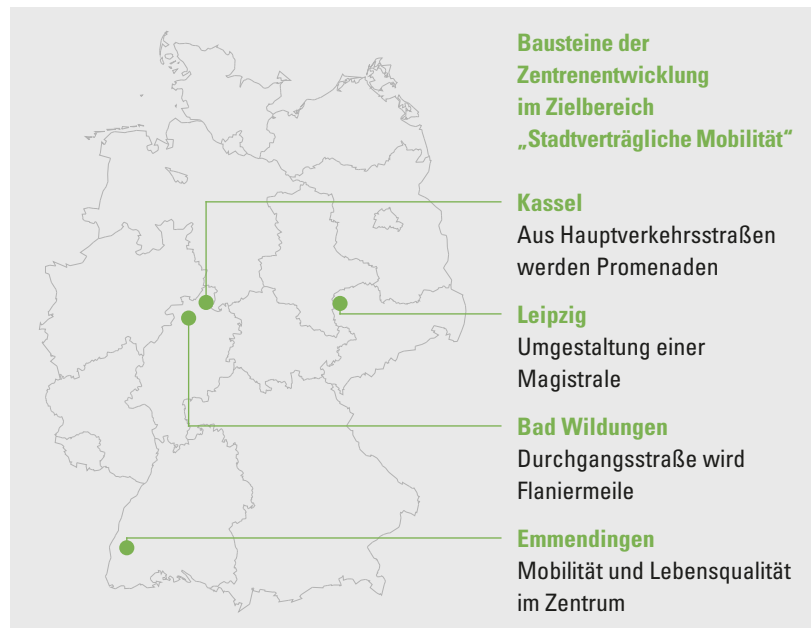 Bausteine der
Zentrenentwicklung
im Zielbereich
„Stadtverträgliche Mobilität“
Kassel
Aus Hauptverkehrsstraßen
werden Promenaden
Leipzig
Umgestaltung einer
Magistrale
Bad Wildungen
Durchgangsstraße wird
Flaniermeile
Emmendingen
Mobilität und Lebensqualität
im Zentrum